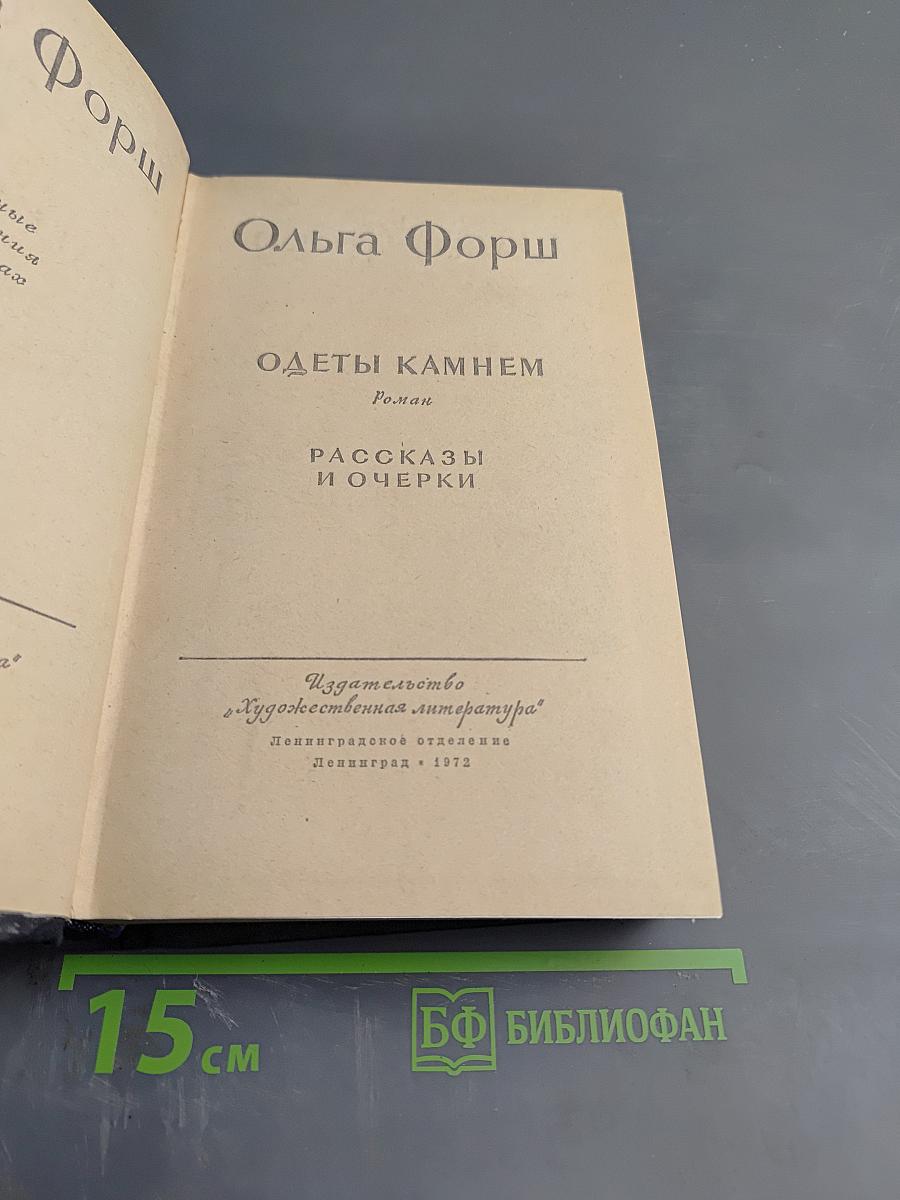 Форш
Ольга Форш
ОДЕТЫ КАМНЕМ
Роман
РАССКАЗЫ
И ОЧЕРКИ
Издательство
„Художественная литература“
Ленинградское отделение
Ленинград * 1972
15 см
БФ БИБЛИОФАН